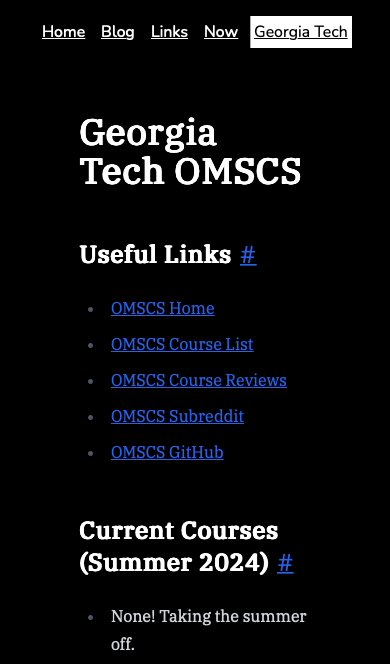 Home Blog Links Now Georgia Tech
Georgia
Tech OMSCS
Useful Links #
OMSCS Home
OMSCS Course List
OMSCS Course Reviews
OMSCS Subreddit
OMSCS GitHub
Current Courses
(Summer 2024) #
None! Taking the summer
off.